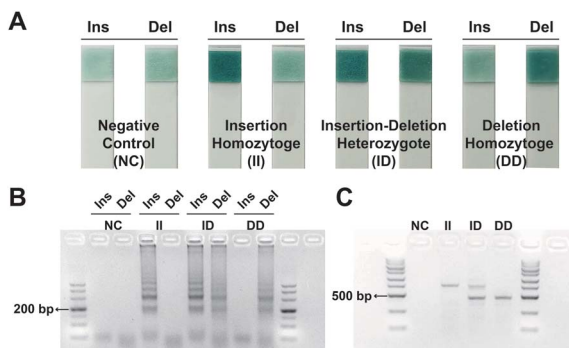 A
Ins Del Ins Del Ins Del Ins Del
Negative
Control
(NC)
Insertion
Homozytoge
(II)
Insertion-Deletion
Heterozygote
(ID)
Deletion
Homozytoge
(DD)
B
Ins Del Ins Del Ins Del Ins Del
NC II ID DD
200 bp
C
NC II ID DD
500 bp